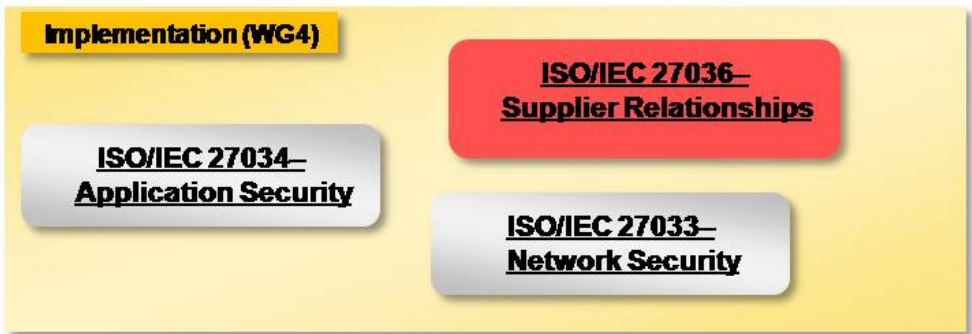 Implementation (WG4)
ISO/IEC 27036–
Supplier Relationships
ISO/IEC 27034–
Application Security
ISO/IEC 27033–
Network Security